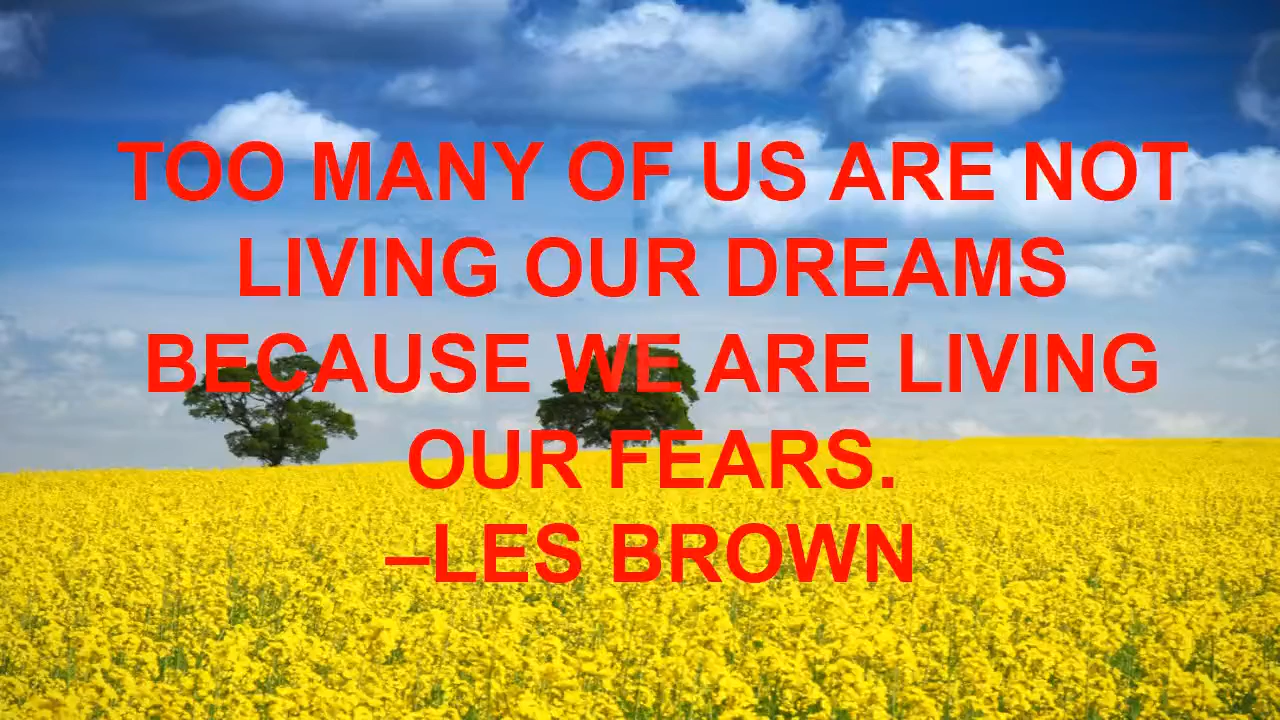 TOO MANY OF US ARE NOT
LIVING OUR DREAMS
BECAUSE WE ARE LIVING
OUR FEARS.
–LES BROWN